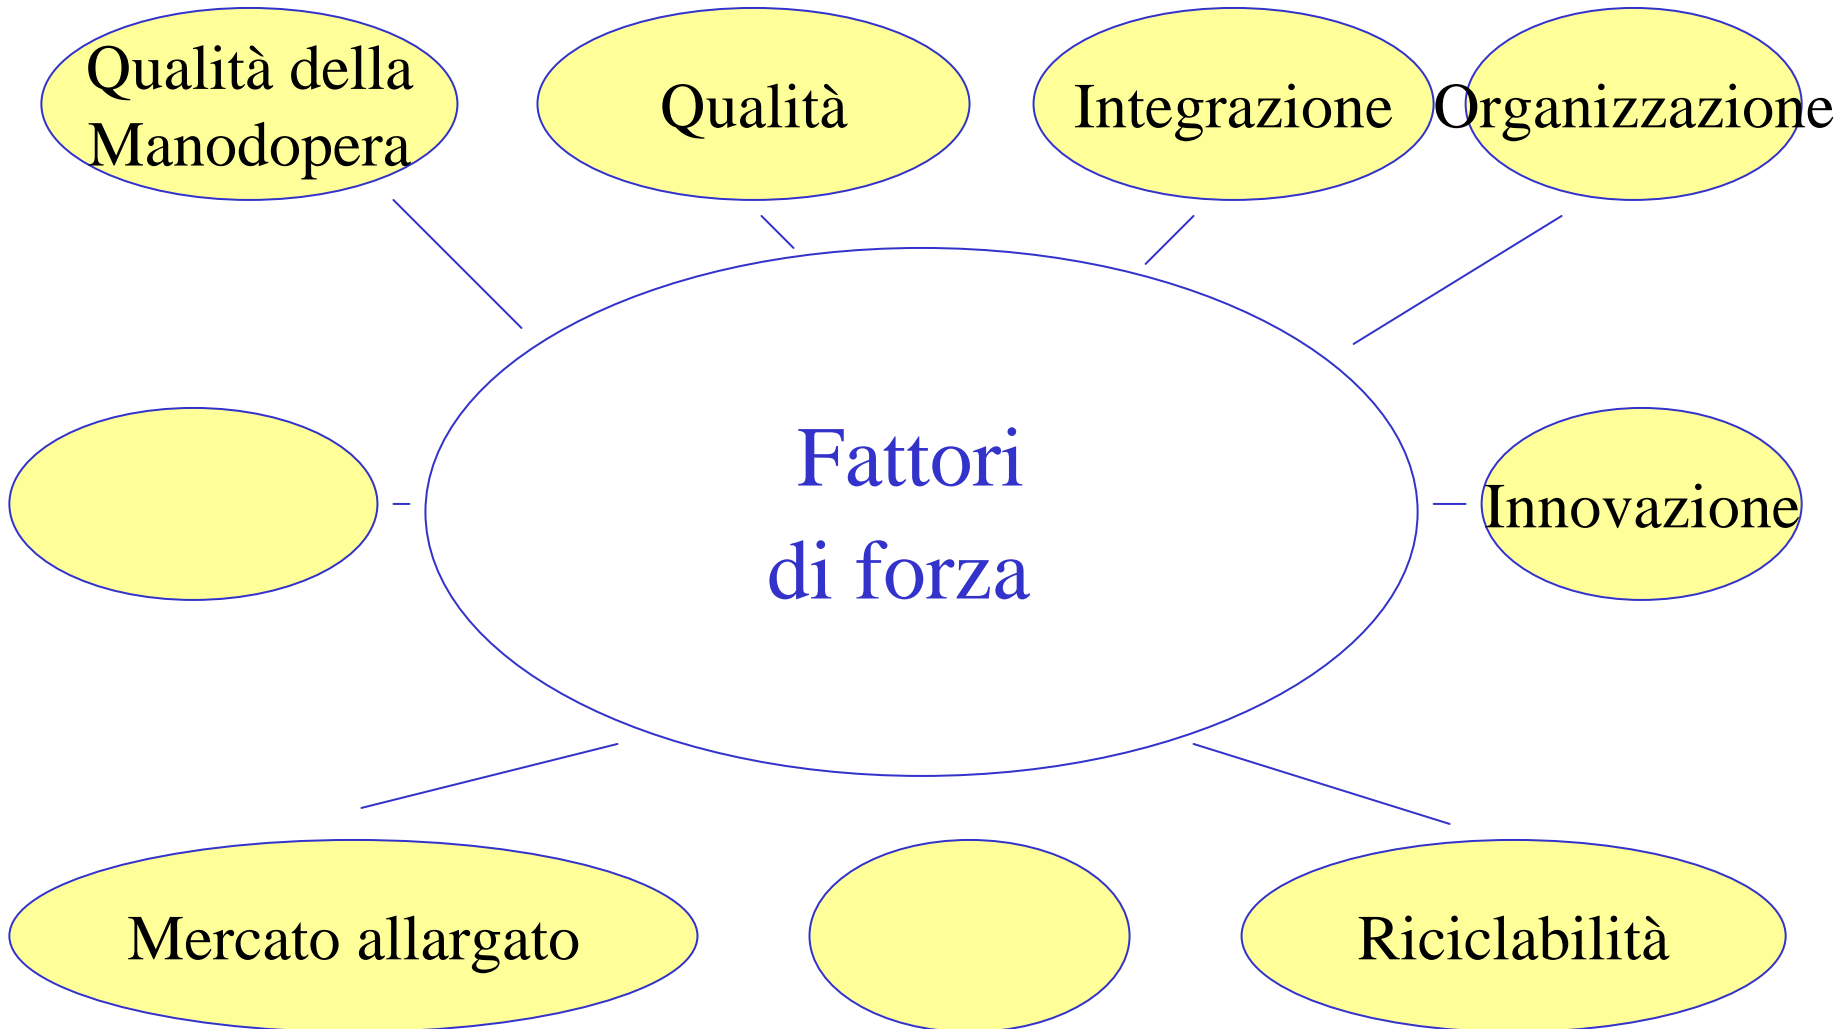 Qualità della
Manodopera
Qualità
Integrazione
Organizzazione
Fattori
di forza
Innovazione
Mercato allargato
Riciclabilità